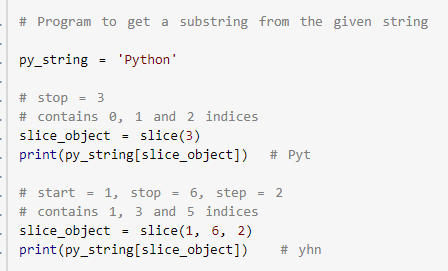 # Program to get a substring from the given string
py_string = 'Python'
# stop = 3
# contains 0, 1 and 2 indices
slice_object = slice(3)
print(py_string[slice_object])  # Pyt
# start = 1, stop = 6, step = 2
# contains 1, 3 and 5 indices
slice_object = slice(1, 6, 2)
print(py_string[slice_object])   # yhn